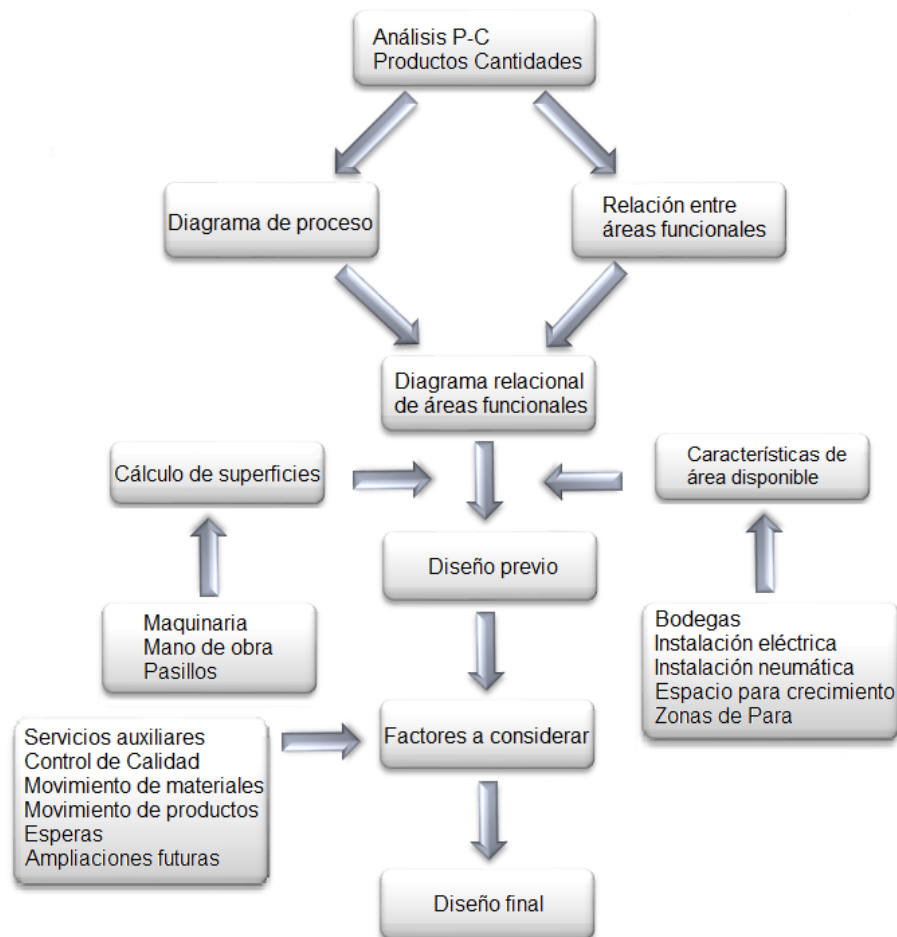 Análisis P-C
Productos Cantidades
Diagrama de proceso
Relación entre
áreas funcionales
Diagrama relacional
de áreas funcionales
Cálculo de superficies
Características de
área disponible
Diseño previo
Maquinaria
Mano de obra
Pasillos
Bodegas
Instalación eléctrica
Instalación neumática
Espacio para crecimiento
Zonas de Para
Servicios auxiliares
Control de Calidad
Movimiento de materiales
Movimiento de productos
Esperas
Ampliaciones futuras
Factores a considerar
Diseño final